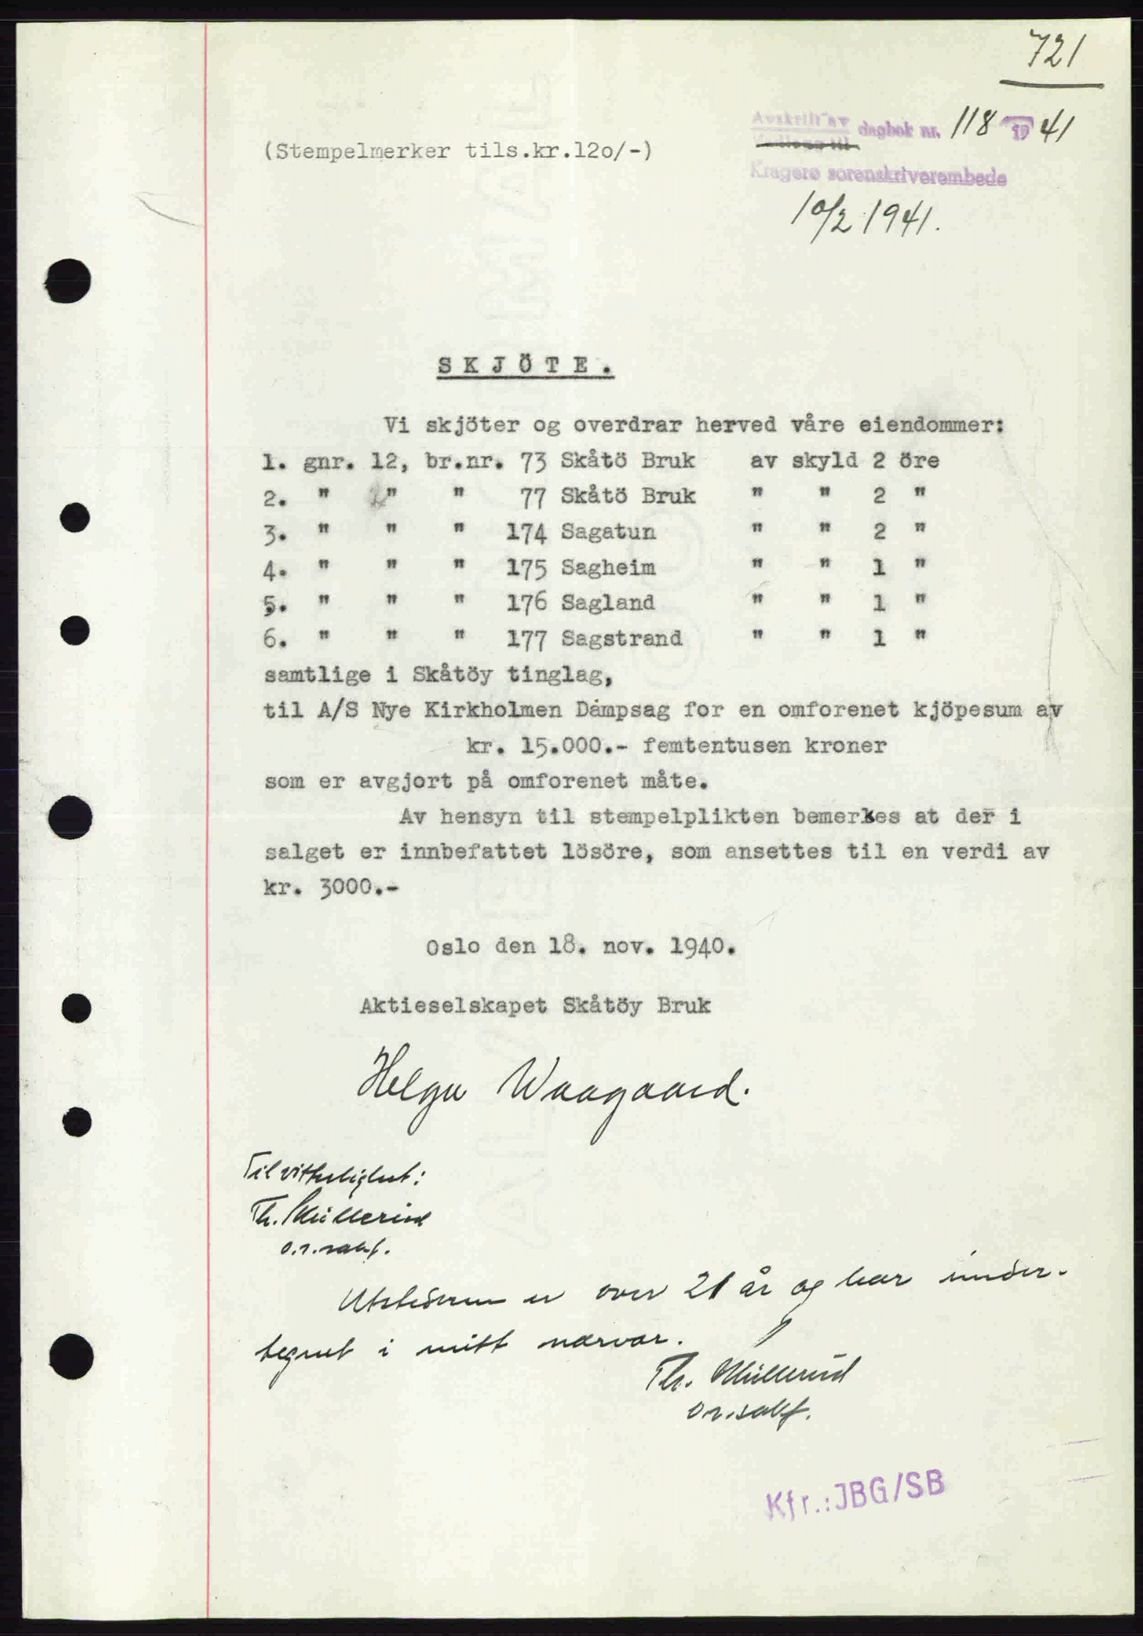 721
Avskrift av dagbok nr. 118 19 41
(Stempelmerker tils.kr.12o/-)
Kragerø sorenskriverembede
10/2 1941.
SKJÖTE.
Vi skjöter og overdrar herved våre eiendommer:
1. gnr. 12, br.nr. 73 Skåtö Bruk av skyld 2 öre
2. " " " 77 Skåtö Bruk " " 2 "
3. " " " 174 Sagatun " " 2 "
4. " " " 175 Sagheim " " 1 "
5. " " " 176 Sagland " " 1 "
6. " " " 177 Sagstrand " " 1 "
samtlige i Skåtöy tinglag,
til A/S Nye Kirkholmen Dampsag for en omforenet kjöpesum av
kr. 15.000.- femtentusen kroner
som er avgjort på omforenet måte.
Av hensyn til stempelplikten bemerkes at der i
salget er innbefattet lösöre, som ansettes til en verdi av
kr. 3000.-
Oslo den 18. nov. 1940.
Aktieselskapet Skåtöy Bruk
Helga Waagaard.
Til vitterlighet:
Th. Müllerud
o.r.sakf.
Utstederen er over 21 år og har under-
tegnet i mitt nærvær.
Th. Müllerud
o.r.sakf.
Kfr.:JBG/SB